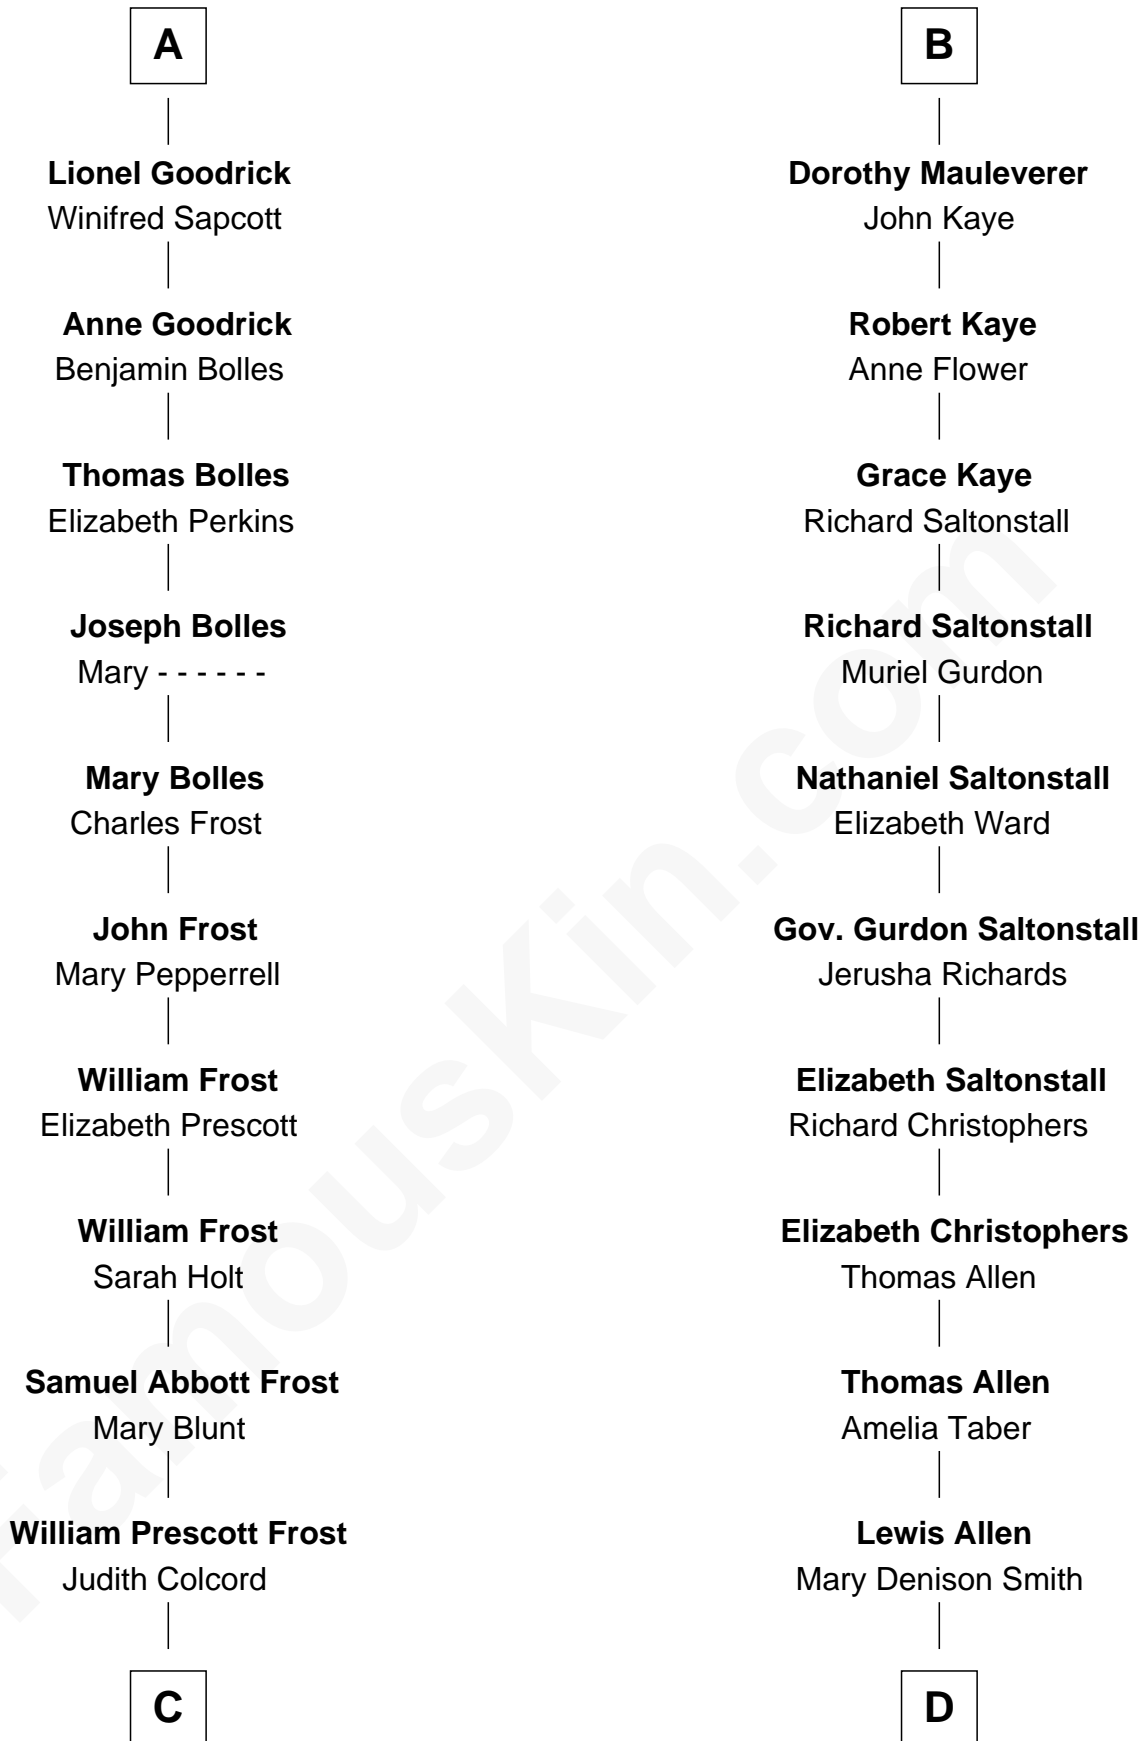 A
Lionel Goodrick
Winifred Sapcott
Anne Goodrick
Benjamin Bolles
Thomas Bolles
Elizabeth Perkins
Joseph Bolles
Mary - - - - - -
Mary Bolles
Charles Frost
John Frost
Mary Pepperrell
William Frost
Elizabeth Prescott
William Frost
Sarah Holt
Samuel Abbott Frost
Mary Blunt
William Prescott Frost
Judith Colcord
C
B
Dorothy Mauleverer
John Kaye
Robert Kaye
Anne Flower
Grace Kaye
Richard Saltonstall
Richard Saltonstall
Muriel Gurdon
Nathaniel Saltonstall
Elizabeth Ward
Gov. Gurdon Saltonstall
Jerusha Richards
Elizabeth Saltonstall
Richard Christophers
Elizabeth Christophers
Thomas Allen
Thomas Allen
Amelia Taber
Lewis Allen
Mary Denison Smith
D
FamousKin.com